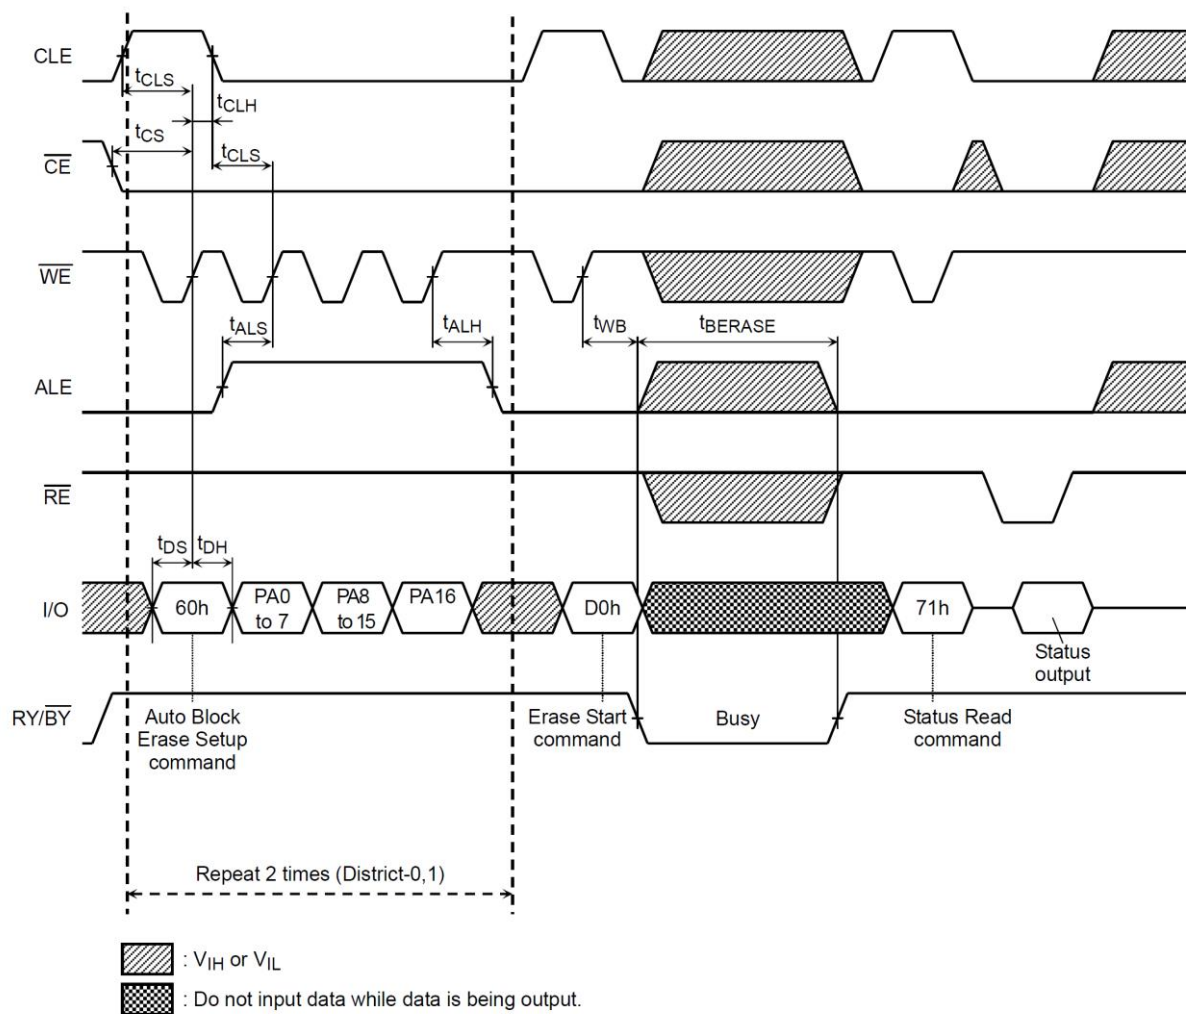 CLE
tCLS
tCLH
tCS
tCLS
CE
WE
tALS
tALH
tWB
tBERASE
ALE
RE
tDS
tDH
I/O
60h
PA0
to 7
PA8
to 15
PA16
D0h
71h
Status
output
RY/BY
Auto Block
Erase Setup
command
Erase Start
command
Busy
Status Read
command
Repeat 2 times (District-0,1)
: VIH or VIL
: Do not input data while data is being output.